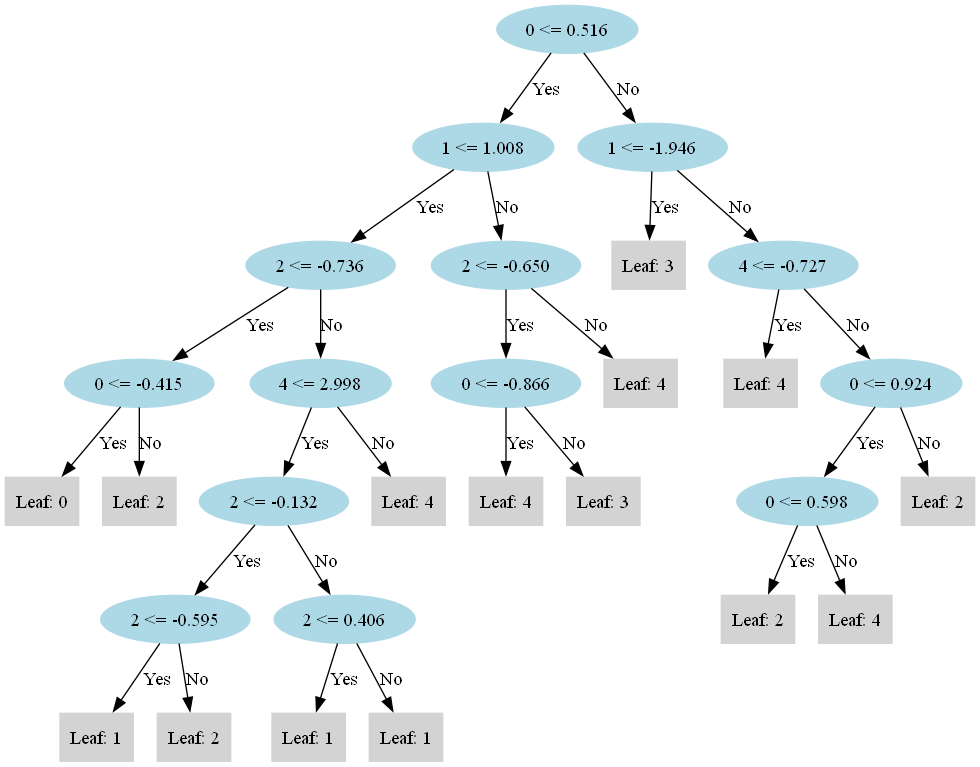 0 <= 0.516
Yes
No
1 <= 1.008
1 <= -1.946
Yes
No
Yes
No
2 <= -0.736
2 <= -0.650
Leaf: 3
4 <= -0.727
Yes
No
Yes
No
Yes
No
0 <= -0.415
4 <= 2.998
0 <= -0.866
Leaf: 4
Leaf: 4
0 <= 0.924
Yes
No
Yes
No
Yes
No
Yes
No
Leaf: 0
Leaf: 2
2 <= -0.132
Leaf: 4
Leaf: 4
Leaf: 3
0 <= 0.598
Leaf: 2
Yes
No
Yes
No
2 <= -0.595
2 <= 0.406
Leaf: 2
Leaf: 4
Yes
No
Yes
No
Leaf: 1
Leaf: 2
Leaf: 1
Leaf: 1